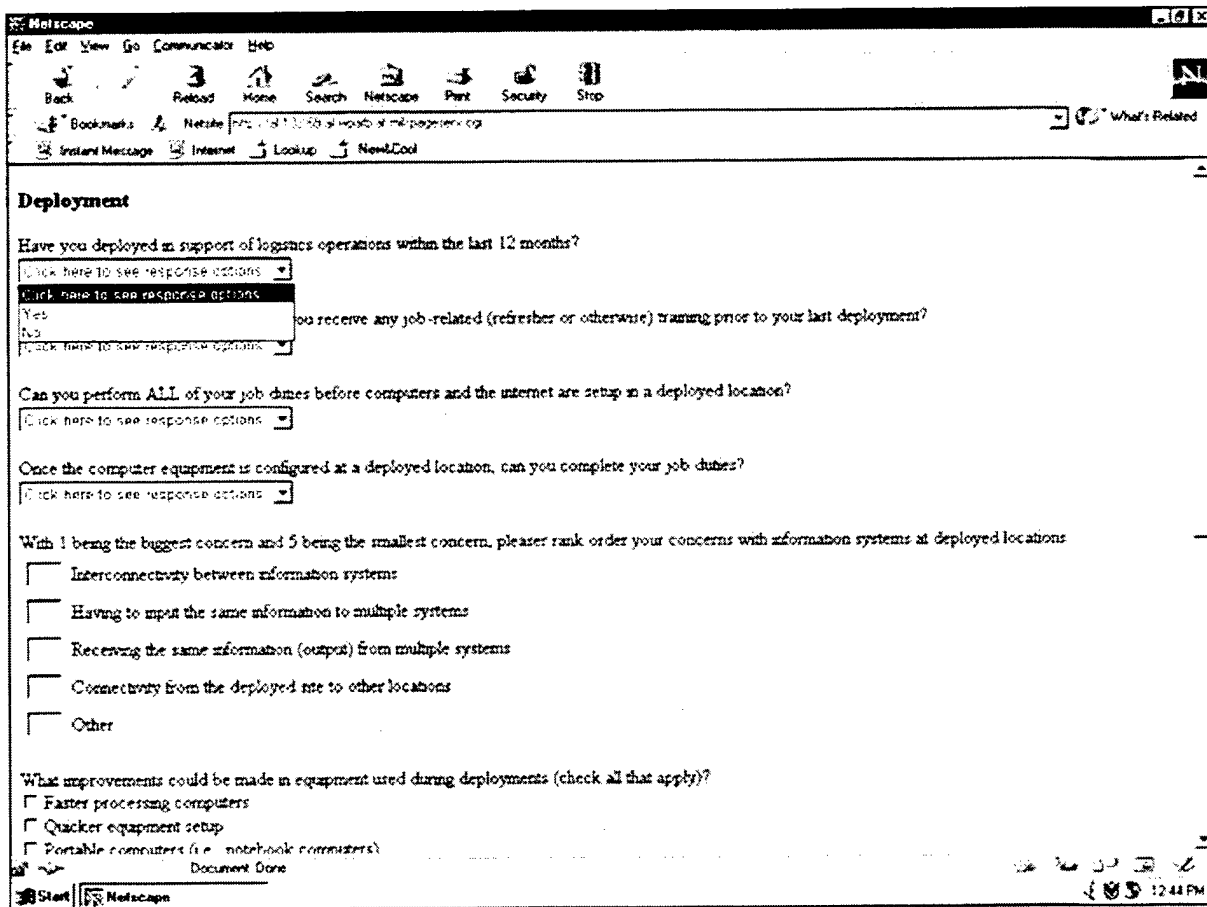 Netscape
File Edit View Go Communicator Help
Back Reload Home Search Netscape Print Security Stop
Bookmarks Netsite What's Related
Instant Message Internet Lookup New&Cool
Deployment
Have you deployed in support of logistics operations within the last 12 months?
Click here to see response options
Click here to see response options
Yes
No
you receive any job-related (refresher or otherwise) training prior to your last deployment?
Click here to see response options
Can you perform ALL of your job duties before computers and the internet are setup in a deployed location?
Click here to see response options
Once the computer equipment is configured at a deployed location, can you complete your job duties?
Click here to see response options
With 1 being the biggest concern and 5 being the smallest concern, pleaser rank order your concerns with information systems at deployed locations
Interconnectivity between information systems
Having to input the same information to multiple systems
Receiving the same information (output) from multiple systems
Connectivity from the deployed site to other locations
Other
What improvements could be made in equipment used during deployments (check all that apply)?
Faster processing computers
Quicker equipment setup
Portable computers (i.e., notebook computers)
Document: Done
Start Netscape 12:44 PM